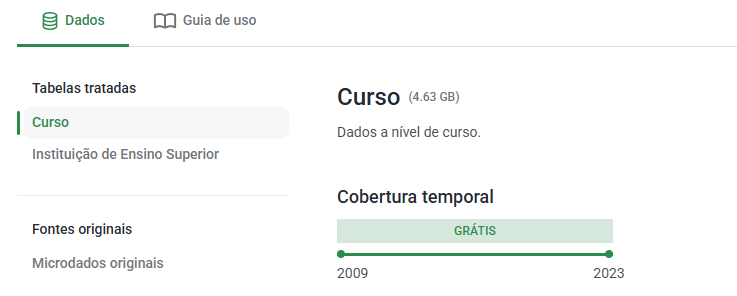 Dados
Guia de uso
Tabelas tratadas
Curso
Instituição de Ensino Superior
Fontes originais
Microdados originais
Curso (4.63 GB)
Dados a nível de curso.
Cobertura temporal
GRÁTIS
2009
2023